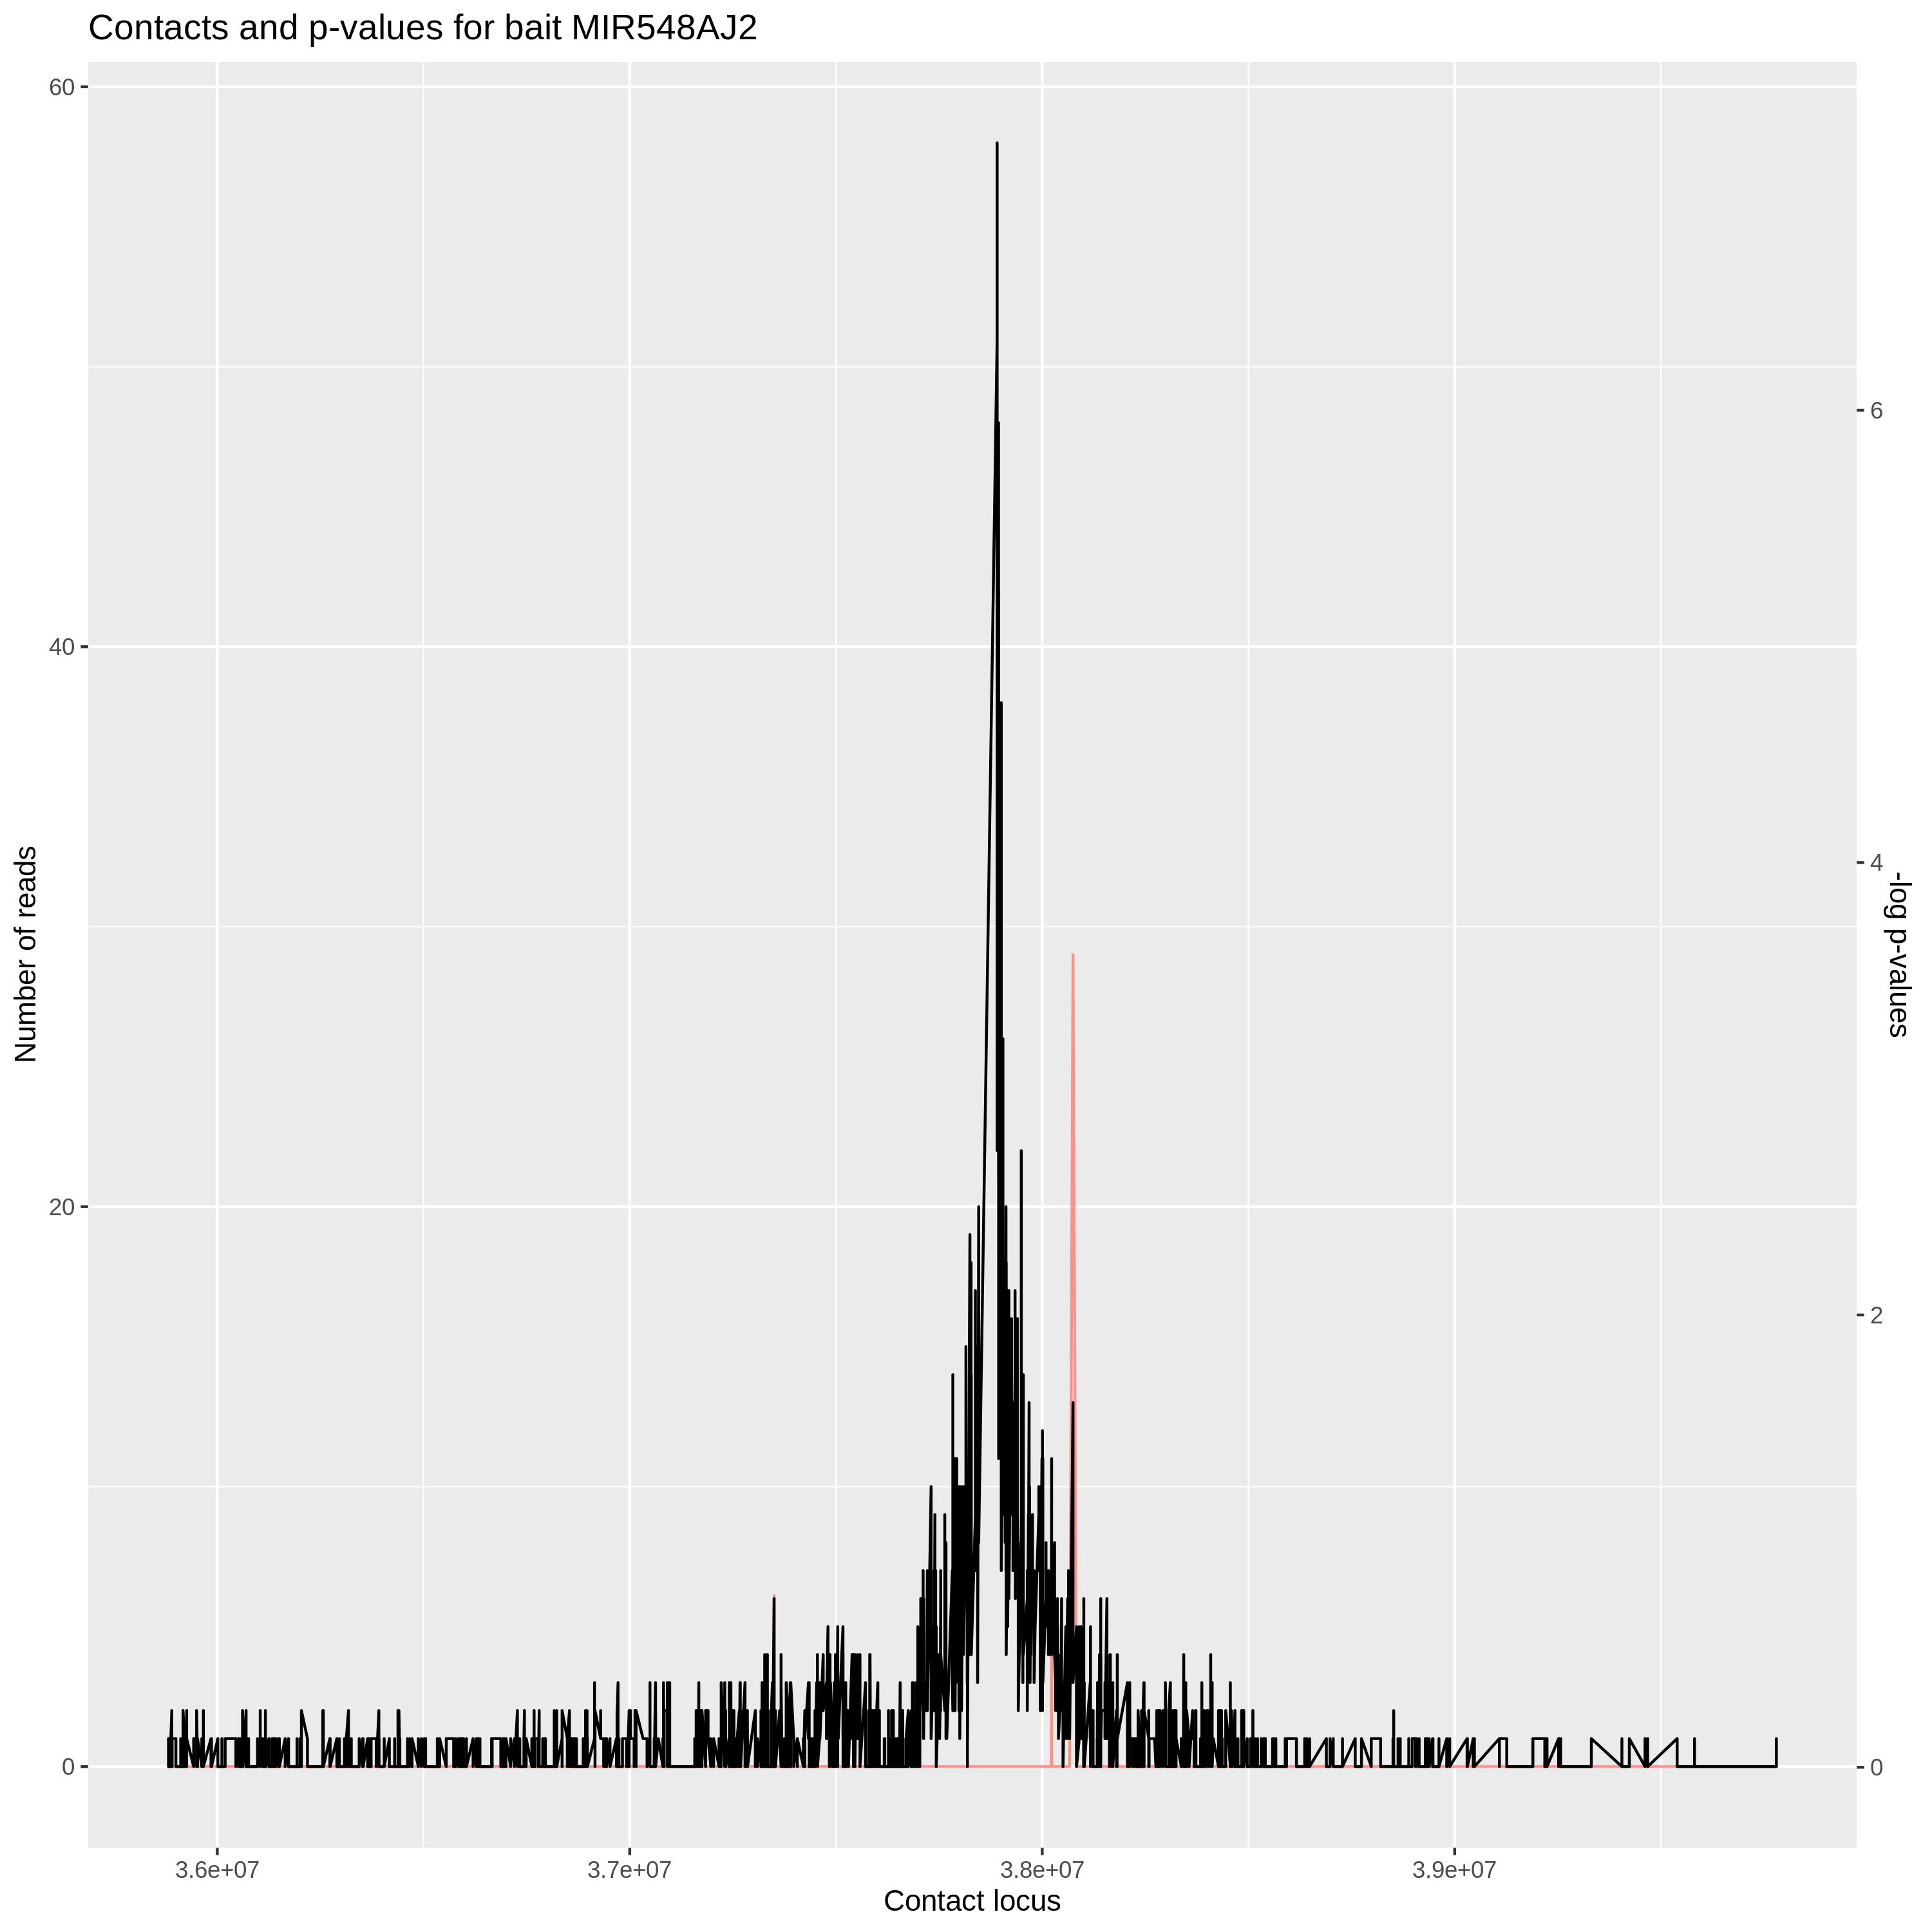 Contacts and p-values for bait MIR548AJ2
60
40
20
0
6
4
2
0
Number of reads
-log p-values
3.6e+07
3.7e+07
3.8e+07
3.9e+07
Contact locus